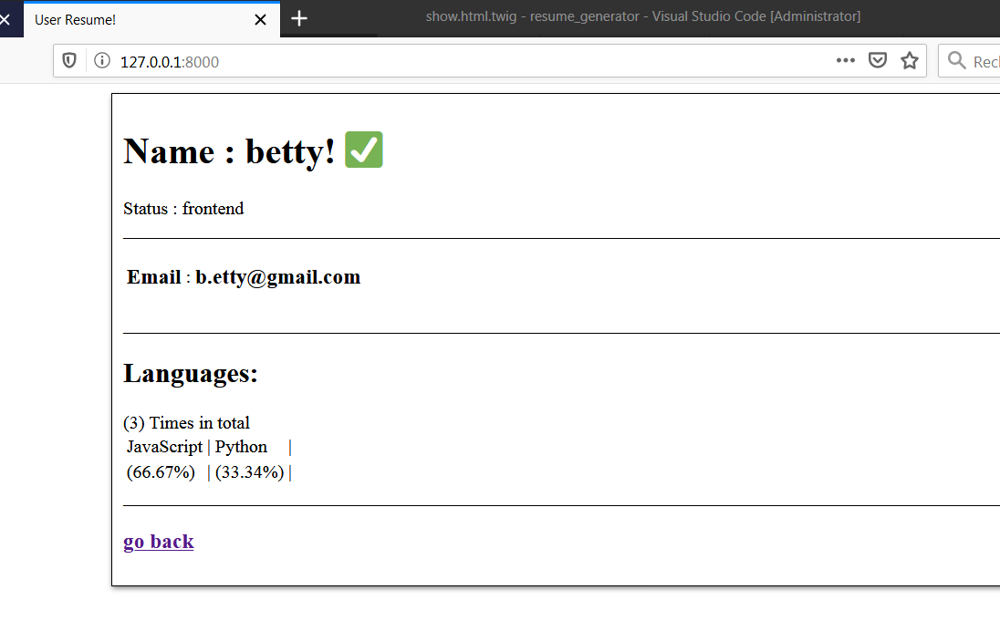 User Resume!
show.html.twig - resume_generator - Visual Studio Code [Administrator]
127.0.0.1:8000
Rec
Name : betty! ✅
Status : frontend
Email : b.etty@gmail.com
Languages:
(3) Times in total
JavaScript | Python |
(66.67%) | (33.34%) |
go back